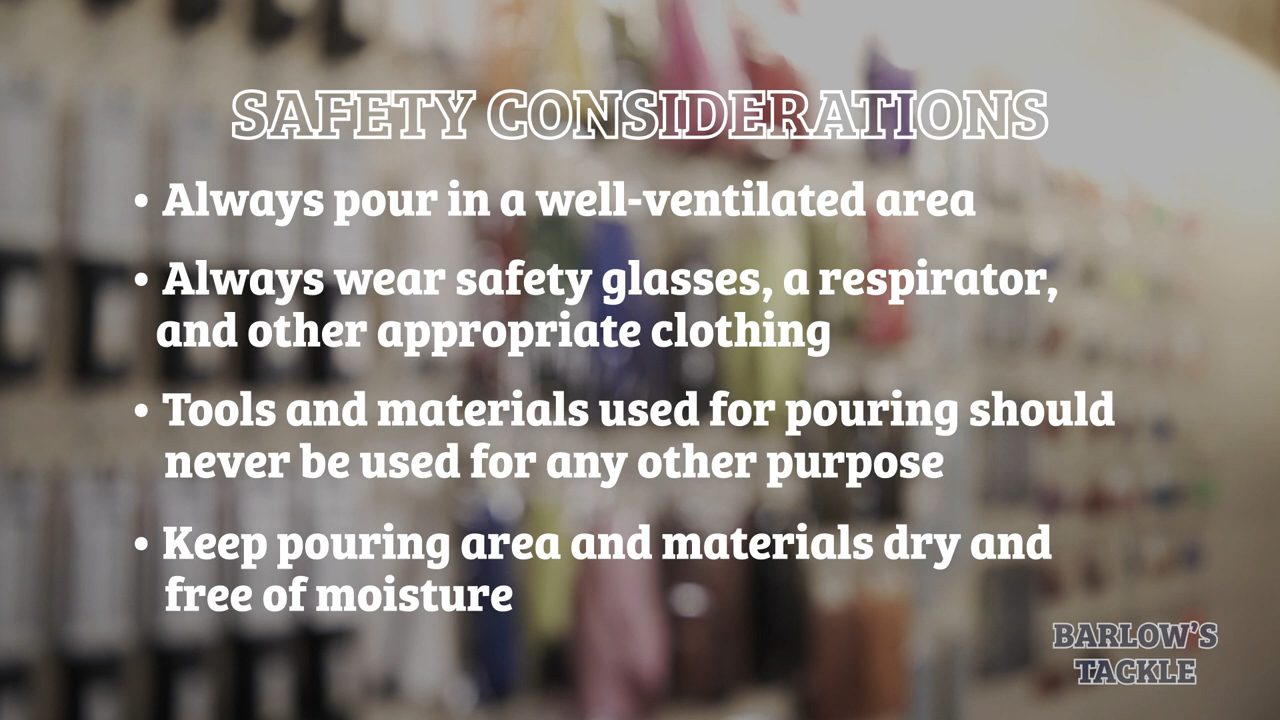 SAFETY CONSIDERATIONS
• Always pour in a well-ventilated area
• Always wear safety glasses, a respirator,
and other appropriate clothing
• Tools and materials used for pouring should
never be used for any other purpose
• Keep pouring area and materials dry and
free of moisture
BARLOW'S
TACKLE